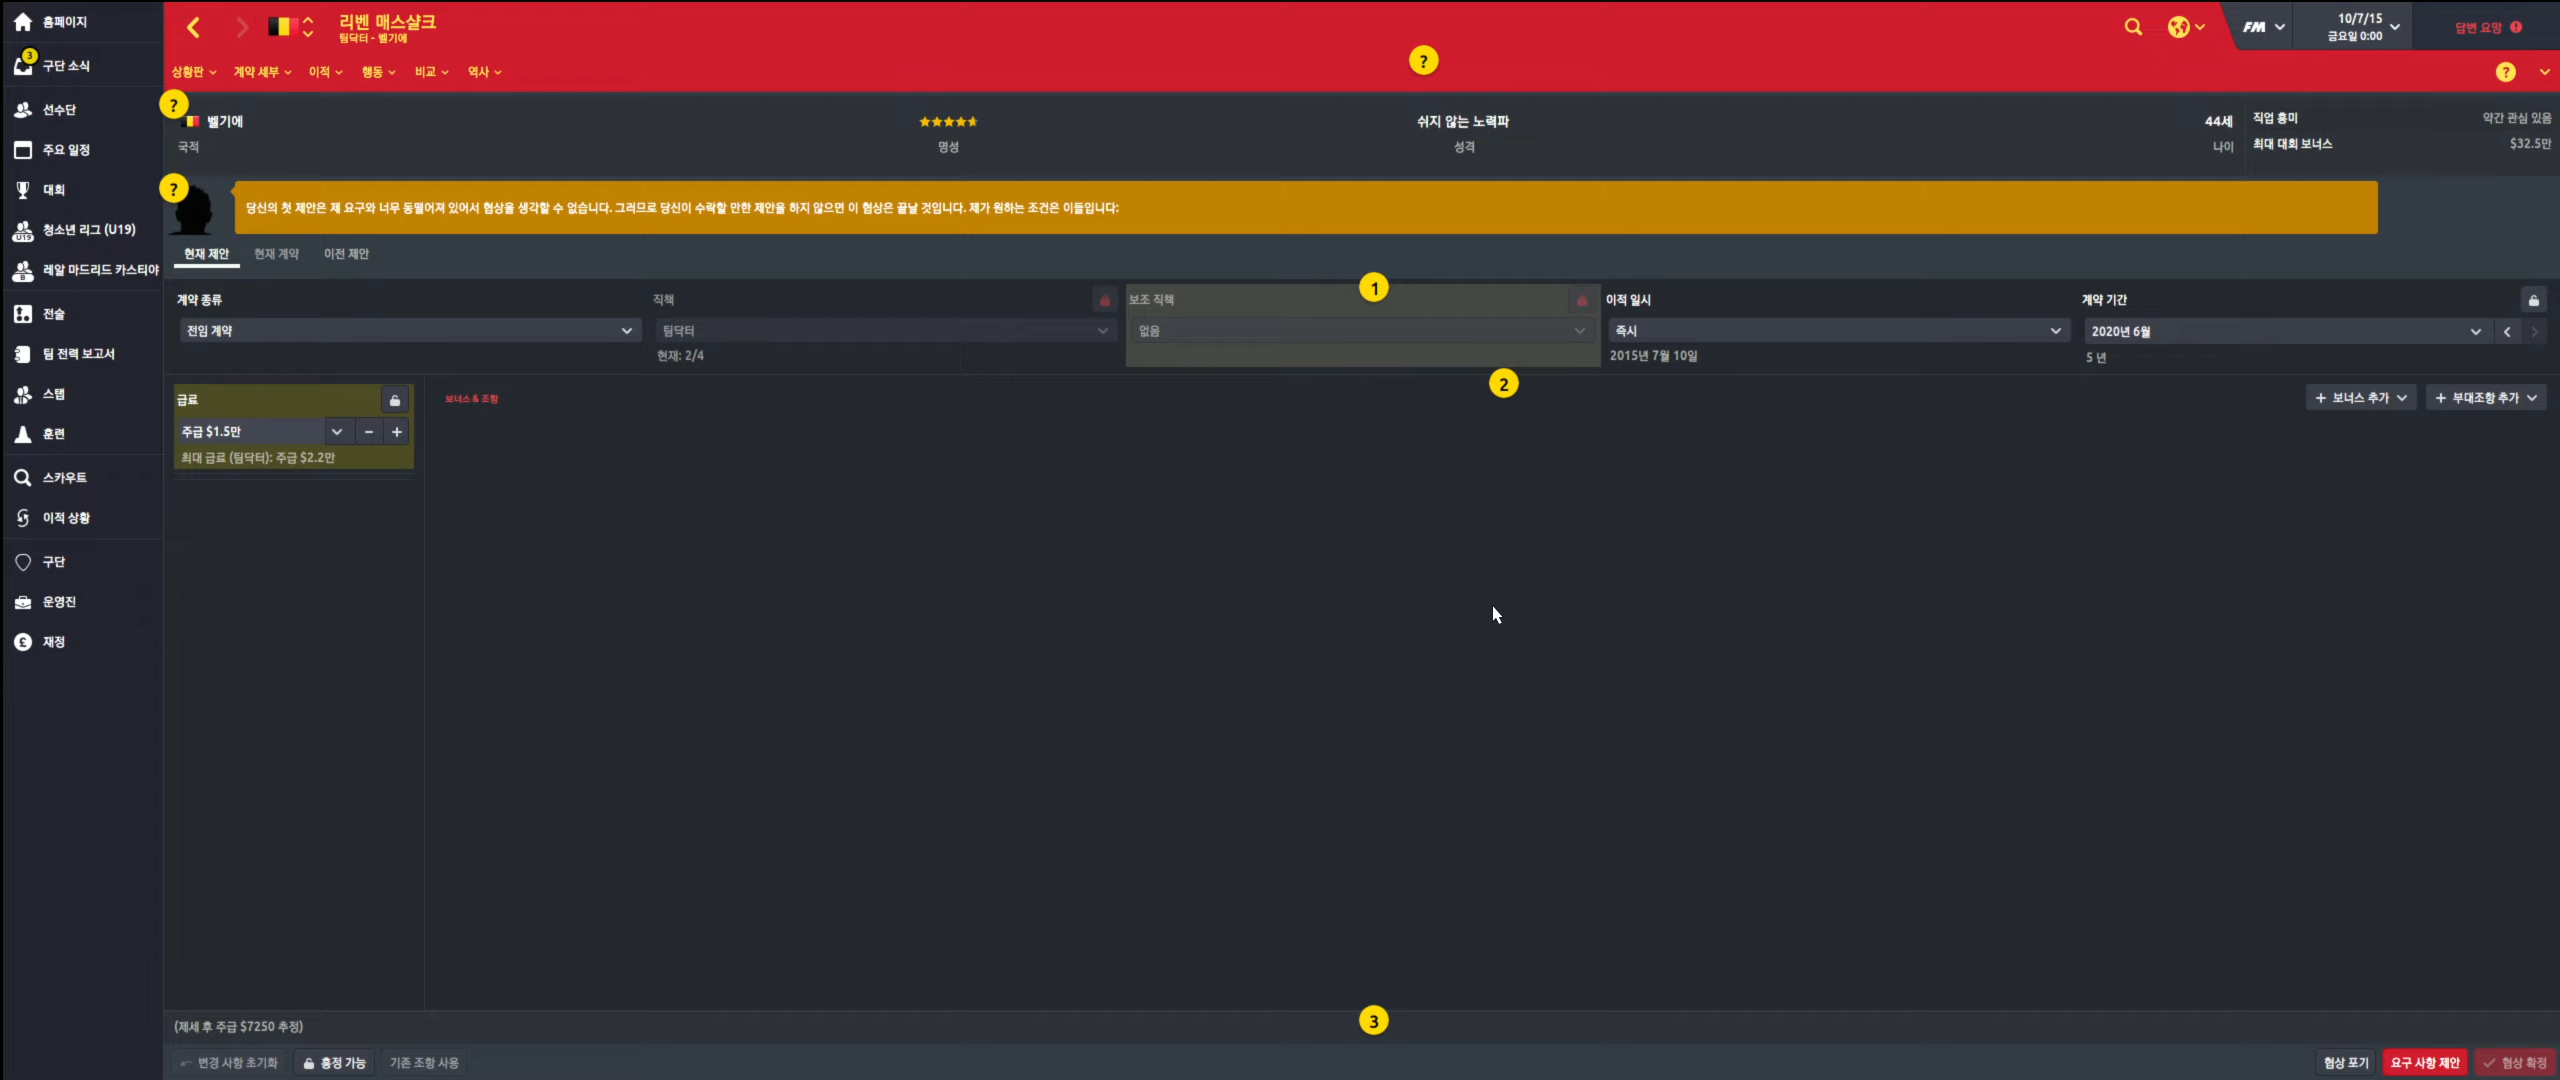 홈페이지
3
구단 소식
선수단
주요 일정
대회
청소년 리그 (U19)
U19
레알 마드리드 카스티야
B
전술
팀 전력 보고서
스탭
훈련
스카우트
이적 상황
구단
운영진
재정
리벤 매스샬크
팀닥터 - 벨기에
FM
10/7/15
금요일 0:00
답변 요망
상황판
계약 세부
이적
행동
비교
역사
?
?
?
벨기에
국적
명성
쉬지 않는 노력파
성격
44세
나이
직업 흥미
약간 관심 있음
최대 대회 보너스
$32.5만
?
당신의 첫 제안은 제 요구와 너무 동떨어져 있어서 협상을 생각할 수 없습니다. 그러므로 당신이 수락할 만한 제안을 하지 않으면 이 협상은 끝날 것입니다. 제가 원하는 조건은 이들입니다:
현재 제안
현재 계약
이전 제안
1
계약 종류
전임 계약
직책
팀닥터
현재: 2/4
보조 직책
없음
이적 일시
즉시
2015년 7월 10일
계약 기간
2020년 6월
5 년
2
급료
주급 $1.5만
- +
최대 급료 (팀닥터): 주급 $2.2만
보너스 & 조항
+ 보너스 추가
+ 부대조항 추가
(제세 후 주급 $7250 추정)
3
변경 사항 초기화
흥정 가능
기존 조항 사용
협상 포기
요구 사항 제안
협상 확정